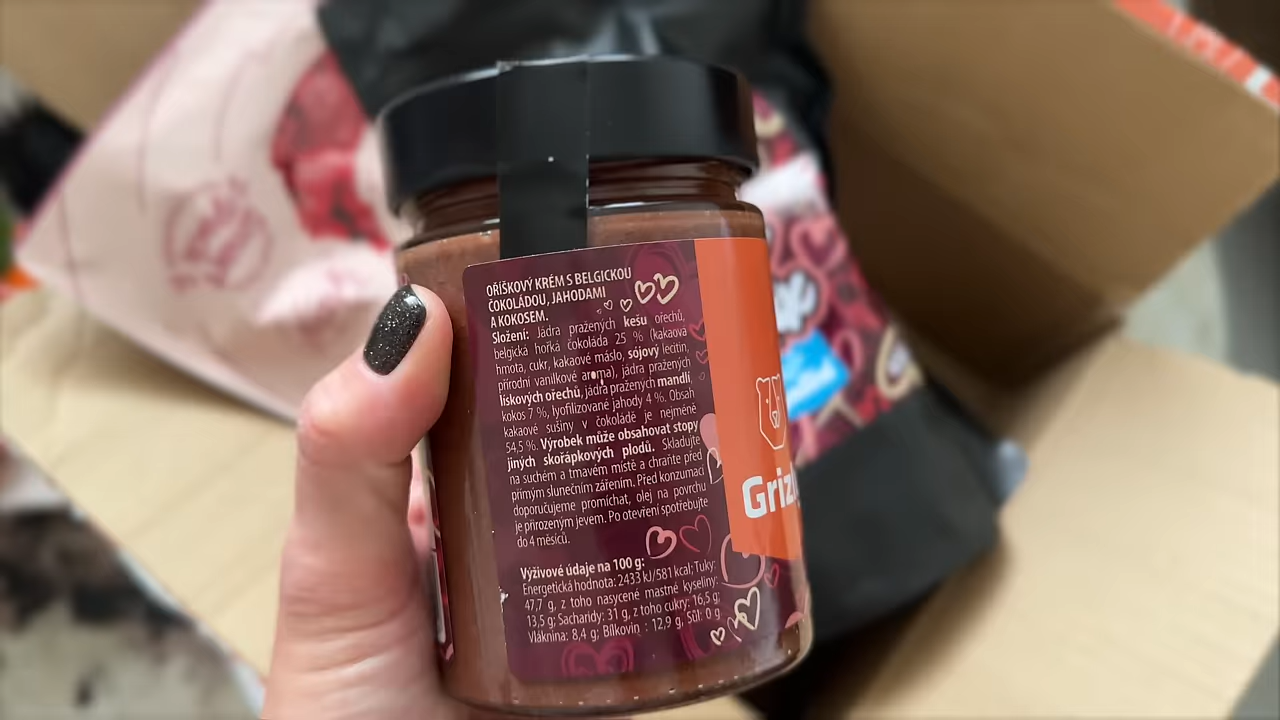 OŘÍŠKOVÝ KRÉM S BELGICKOU
ČOKOLÁDOU, JAHODAMI
A KOKOSEM.
Složení: Jádra pražených kešu ořechů,
belgická hořká čokoláda 25 % (kakaová
hmota, cukr, kakaové máslo, sójový lecitin,
přírodní vanilkové aroma), jádra pražených
lískových ořechů, jádra pražených mandlí,
kokos 7 %, lyofilizované jahody 4 %. Obsah
kakaové sušiny v čokoládě je nejméně
54,5 %. Výrobek může obsahovat stopy
jiných skořápkových plodů. Skladujte
na suchém a tmavém místě a chraňte před
přímým slunečním zářením. Před konzumací
doporučujeme promíchat, olej na povrchu
je přirozeným jevem. Po otevření spotřebujte
do 4 měsíců.
Výživové údaje na 100 g:
Energetická hodnota: 2433 kJ/581 kcal; Tuky:
47,7 g, z toho nasycené mastné kyseliny:
13,5 g; Sacharidy: 31 g, z toho cukry: 16,5 g;
Vláknina: 8,4 g; Bílkovin : 12,9 g, Sůl: 0 g
Griz